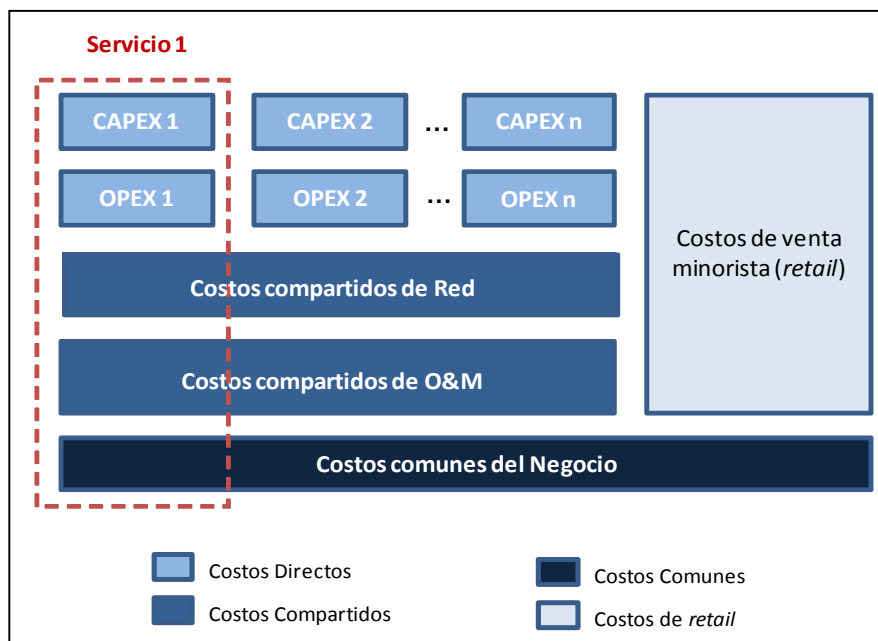 Servicio 1
CAPEX 1
CAPEX 2
...
CAPEX n
OPEX 1
OPEX 2
...
OPEX n
Costos de venta
minorista (retail)
Costos compartidos de Red
Costos compartidos de O&M
Costos comunes del Negocio
Costos Directos
Costos Comunes
Costos Compartidos
Costos de retail